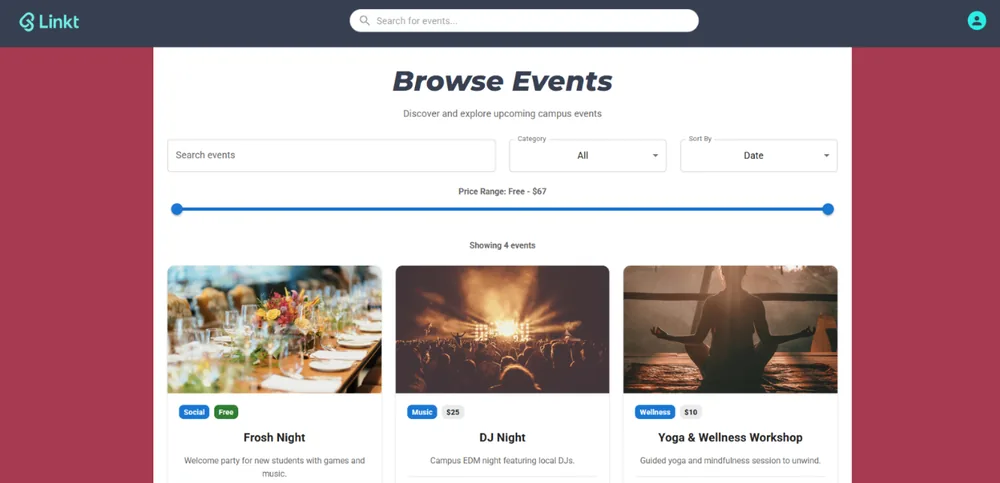 Linkt
Search for events...
Browse Events
Discover and explore upcoming campus events
Search events
Category
All
Sort By
Date
Price Range: Free - $67
Showing 4 events
Social Free
Frosh Night
Welcome party for new students with games and
music.
Music $25
DJ Night
Campus EDM night featuring local DJs.
Wellness $10
Yoga & Wellness Workshop
Guided yoga and mindfulness session to unwind.